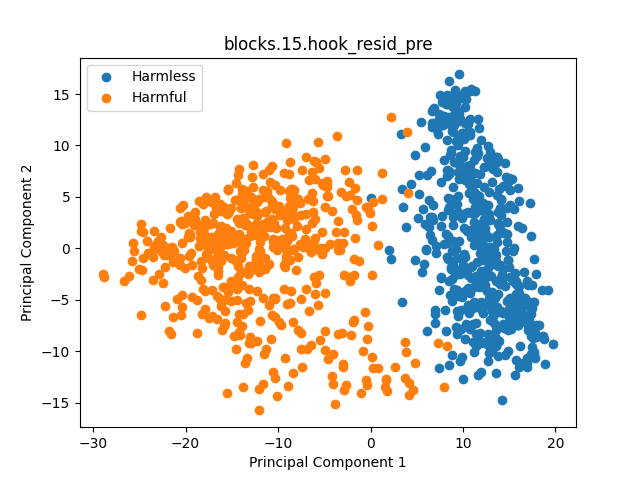 blocks.15.hook_resid_pre
Harmless
Harmful
15
10
5
0
−5
−10
−15
Principal Component 2
−30
−20
−10
0
10
20
Principal Component 1